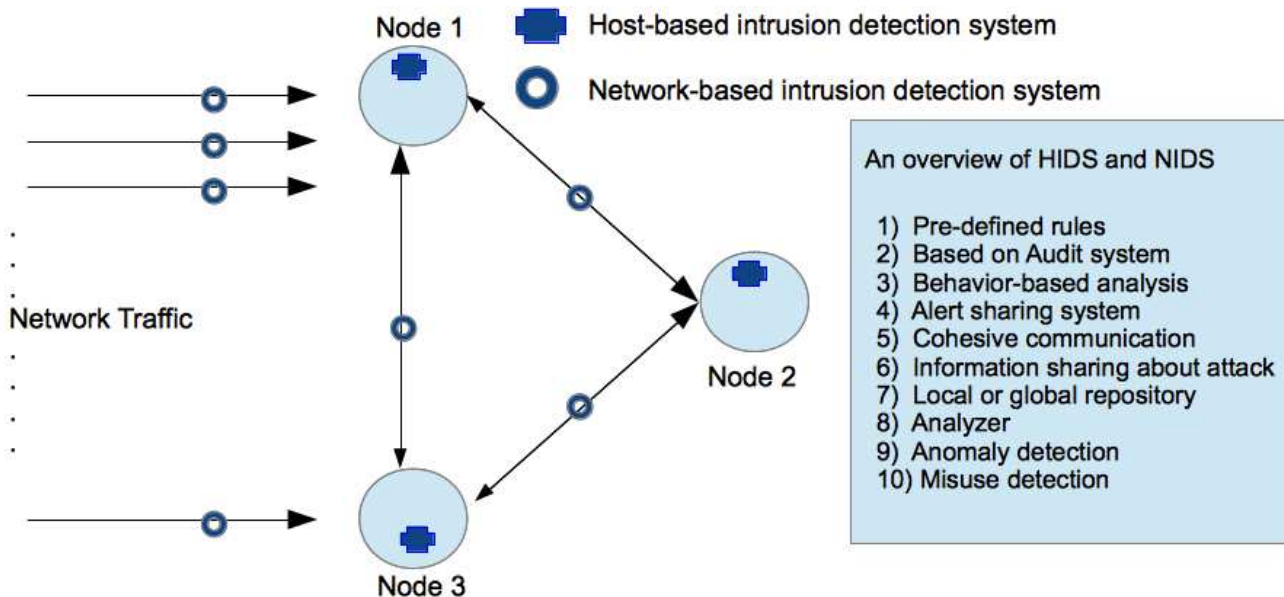 Node 1
Host-based intrusion detection system
Network-based intrusion detection system
An overview of HIDS and NIDS
1) Pre-defined rules
2) Based on Audit system
3) Behavior-based analysis
4) Alert sharing system
5) Cohesive communication
6) Information sharing about attack
7) Local or global repository
8) Analyzer
9) Anomaly detection
10) Misuse detection
Network Traffic
Node 2
Node 3